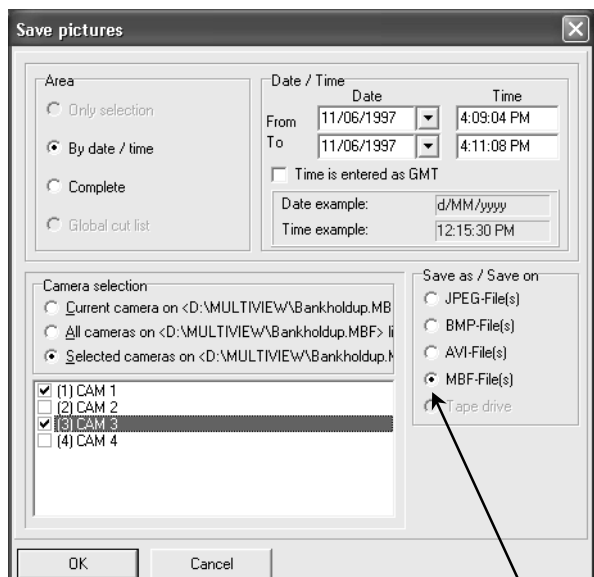 Save pictures
Area
Only selection
By date / time
Complete
Global cut list
Date / Time
Date Time
From 11/06/1997 4:09:04 PM
To 11/06/1997 4:11:08 PM
Time is entered as GMT
Date example: d/MM/yyyy
Time example: 12:15:30 PM
Camera selection
Current camera on <D:\MULTIVIEW\Bankholdup.MB
All cameras on <D:\MULTIVIEW\Bankholdup.MBF> li
Selected cameras on <D:\MULTIVIEW\Bankholdup.M
(1) CAM 1
(2) CAM 2
(3) CAM 3
(4) CAM 4
Save as / Save on
JPEG-File(s)
BMP-File(s)
AVI-File(s)
MBF-File(s)
Tape drive
OK Cancel